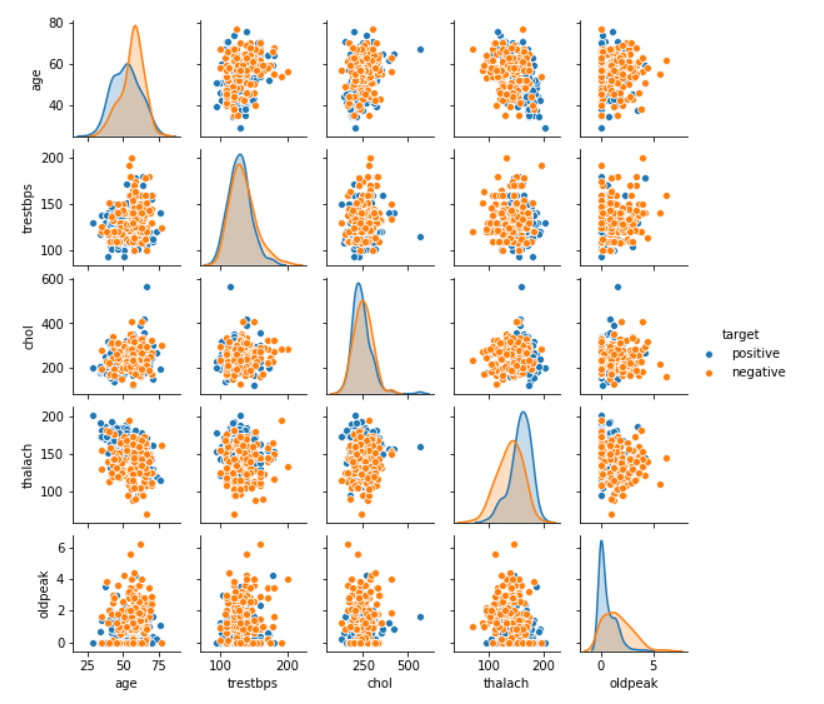 80
60
40
age
200
150
100
trestbps
600
400
200
chol
target
positive
negative
200
150
100
thalach
6
4
2
0
oldpeak
25 50 75
100 200
250 500
100 200
0 5
age
trestbps
chol
thalach
oldpeak